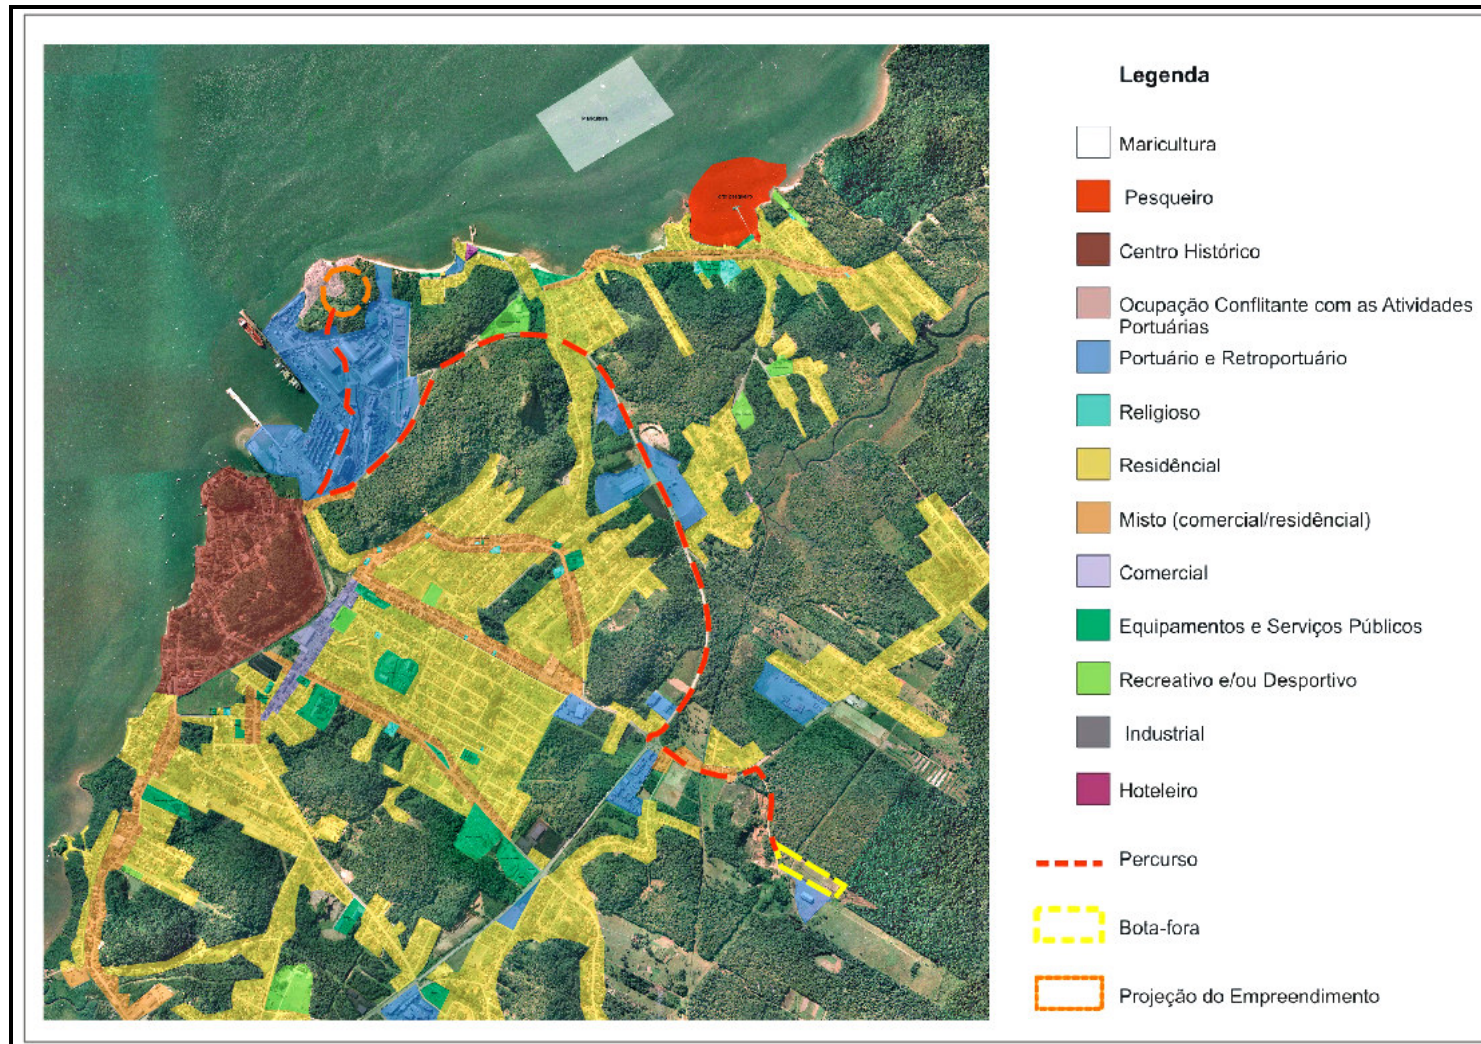 Legenda
Maricultura
Pesqueiro
Centro Histórico
Ocupação Conflitante com as Atividades
Portuárias
Portuário e Retroportuário
Religioso
Residêncial
Misto (comercial/residêncial)
Comercial
Equipamentos e Serviços Públicos
Recreativo e/ou Desportivo
Industrial
Hoteleiro
Percurso
Bota-fora
Projeção do Empreendimento